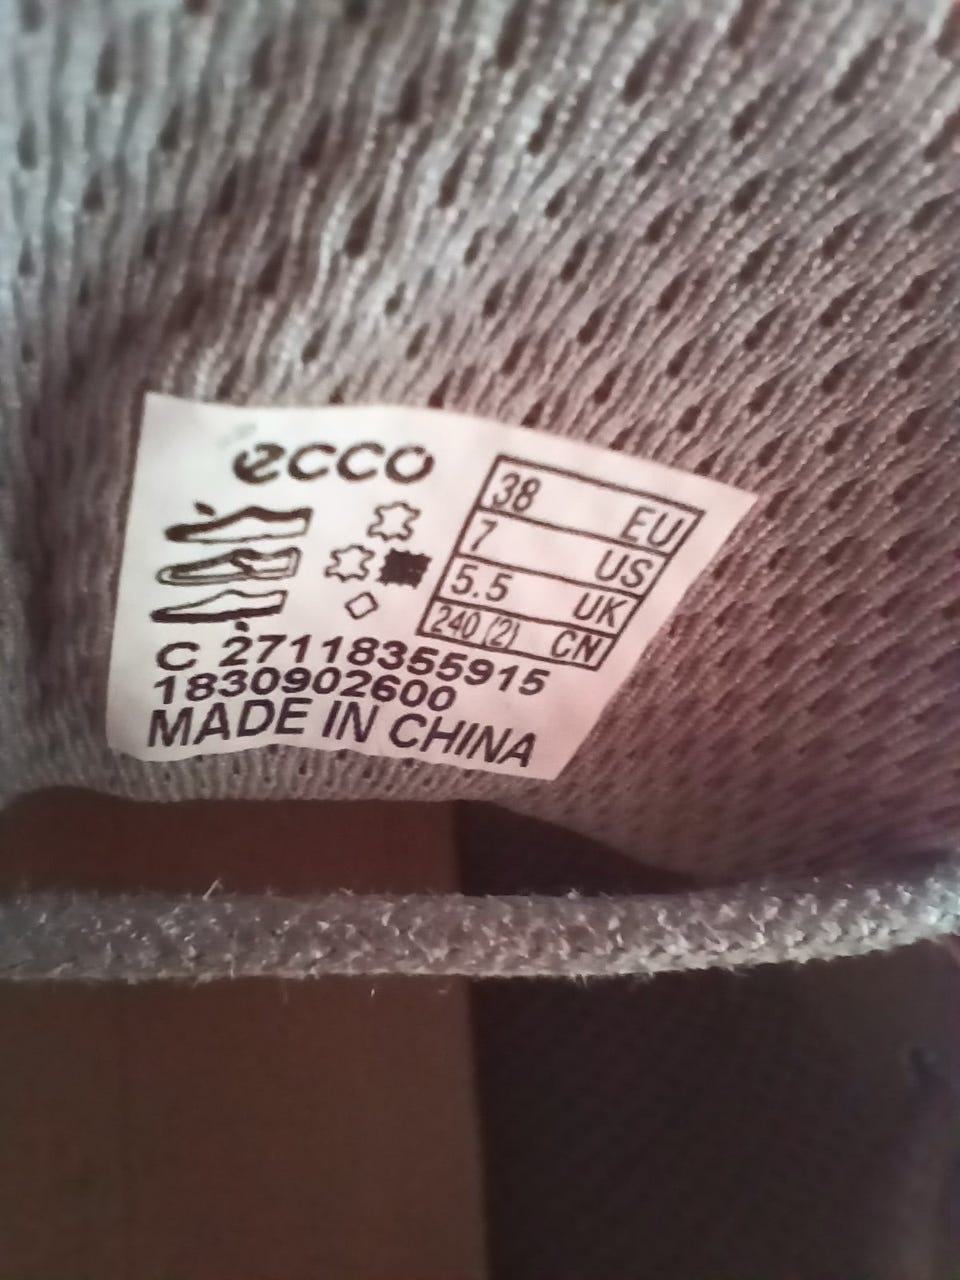 ecco
38 EU
7 US
5.5 UK
240 (2) CN
C 27118355915
1830902600
MADE IN CHINA